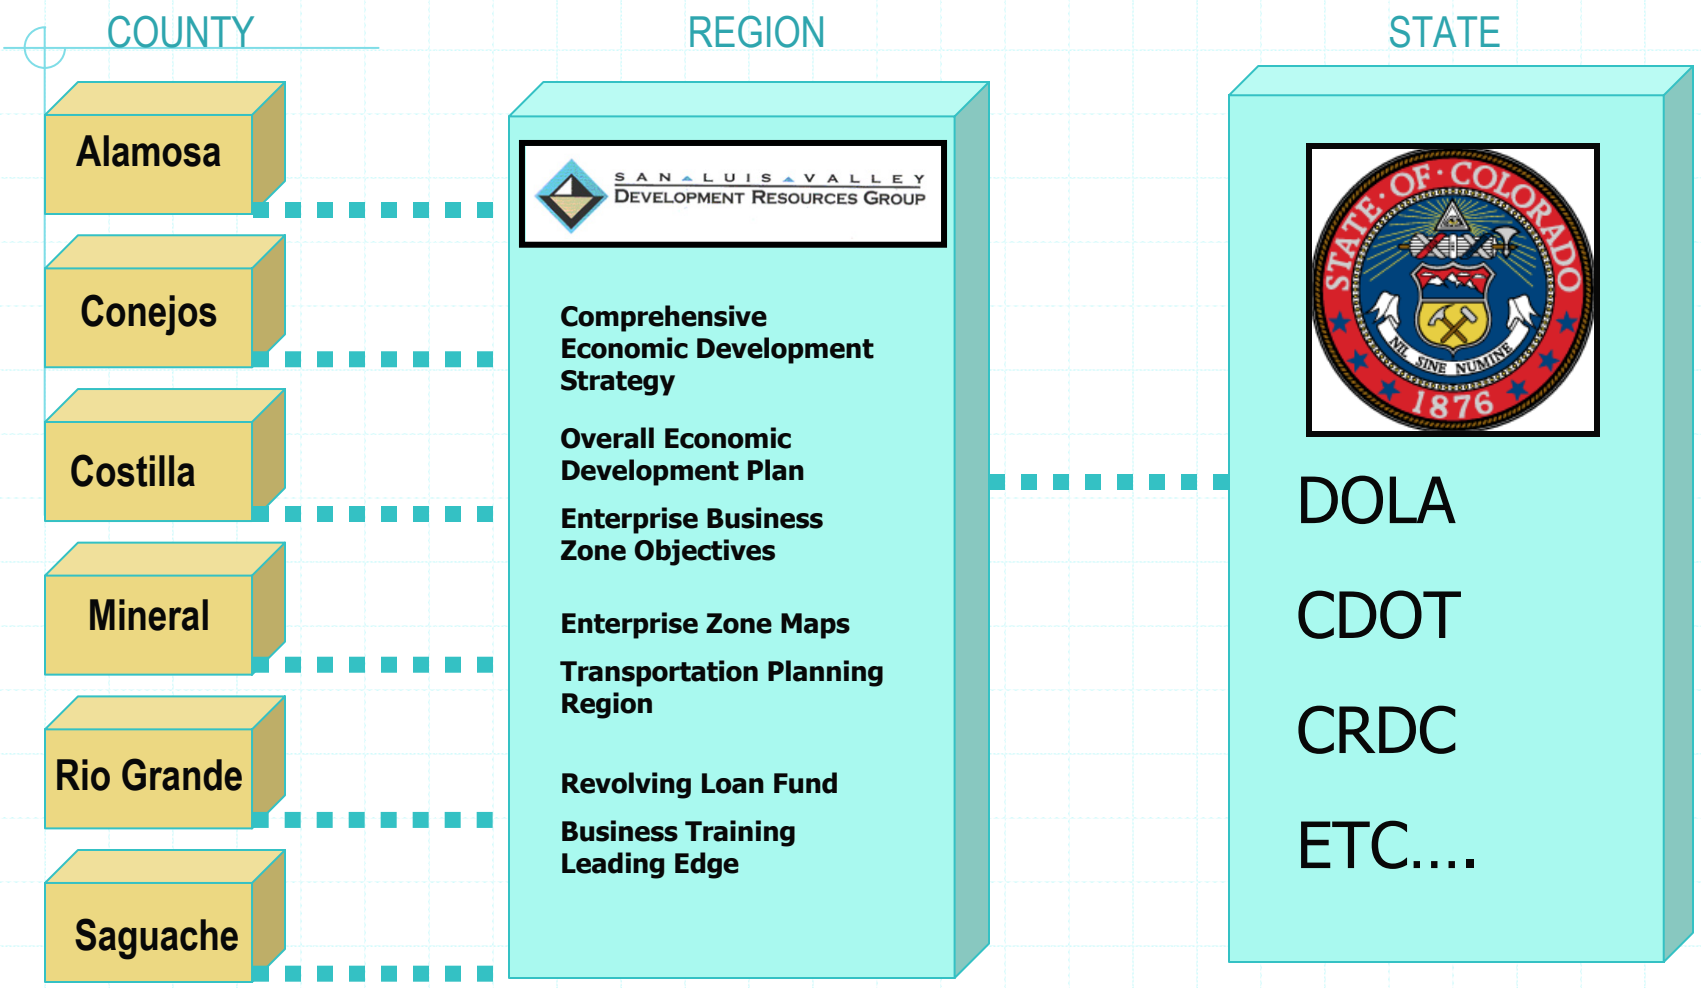 COUNTY
REGION
STATE
Alamosa
Conejos
Costilla
Mineral
Rio Grande
Saguache
SAN LUIS VALLEY
DEVELOPMENT RESOURCES GROUP
Comprehensive
Economic Development
Strategy
Overall Economic
Development Plan
Enterprise Business
Zone Objectives
Enterprise Zone Maps
Transportation Planning
Region
Revolving Loan Fund
Business Training
Leading Edge
STATE·OF·COLORADO
NIL SINE NUMINE
1876
DOLA
CDOT
CRDC
ETC....